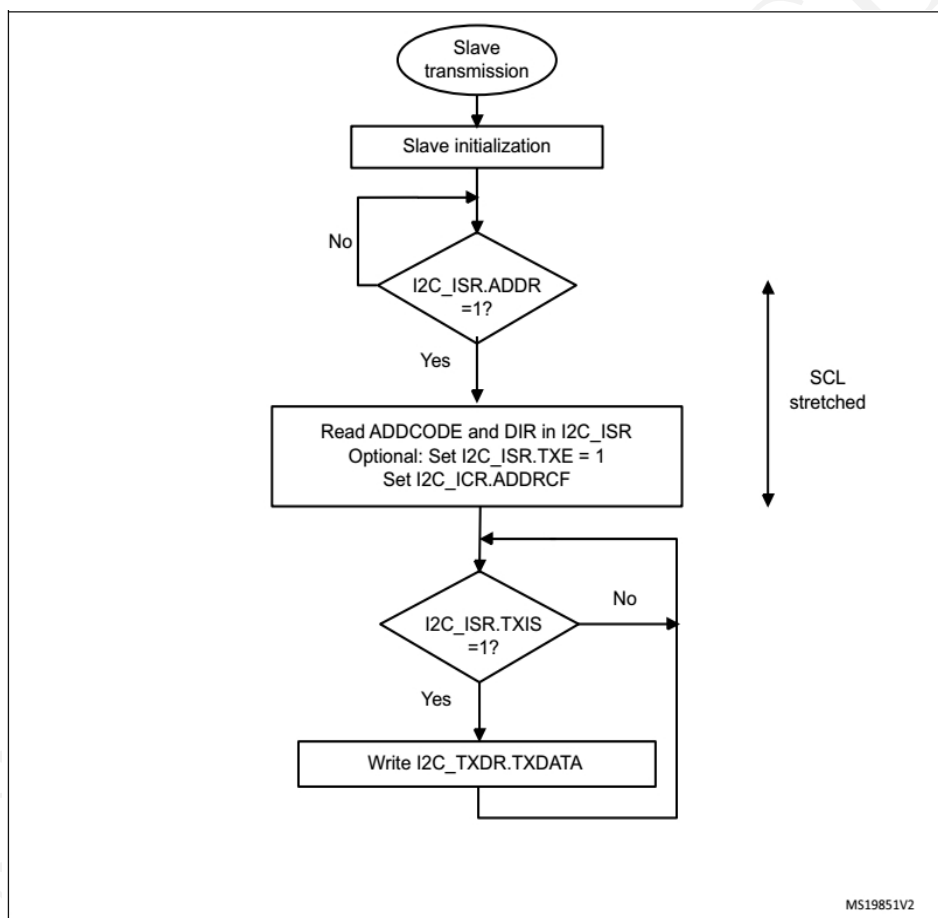 Slave
transmission
Slave initialization
No
I2C_ISR.ADDR
=1?
Yes
SCL
stretched
Read ADDCODE and DIR in I2C_ISR
Optional: Set I2C_ISR.TXE = 1
Set I2C_ICR.ADDRCF
No
I2C_ISR.TXIS
=1?
Yes
Write I2C_TXDR.TXDATA
MS19851V2